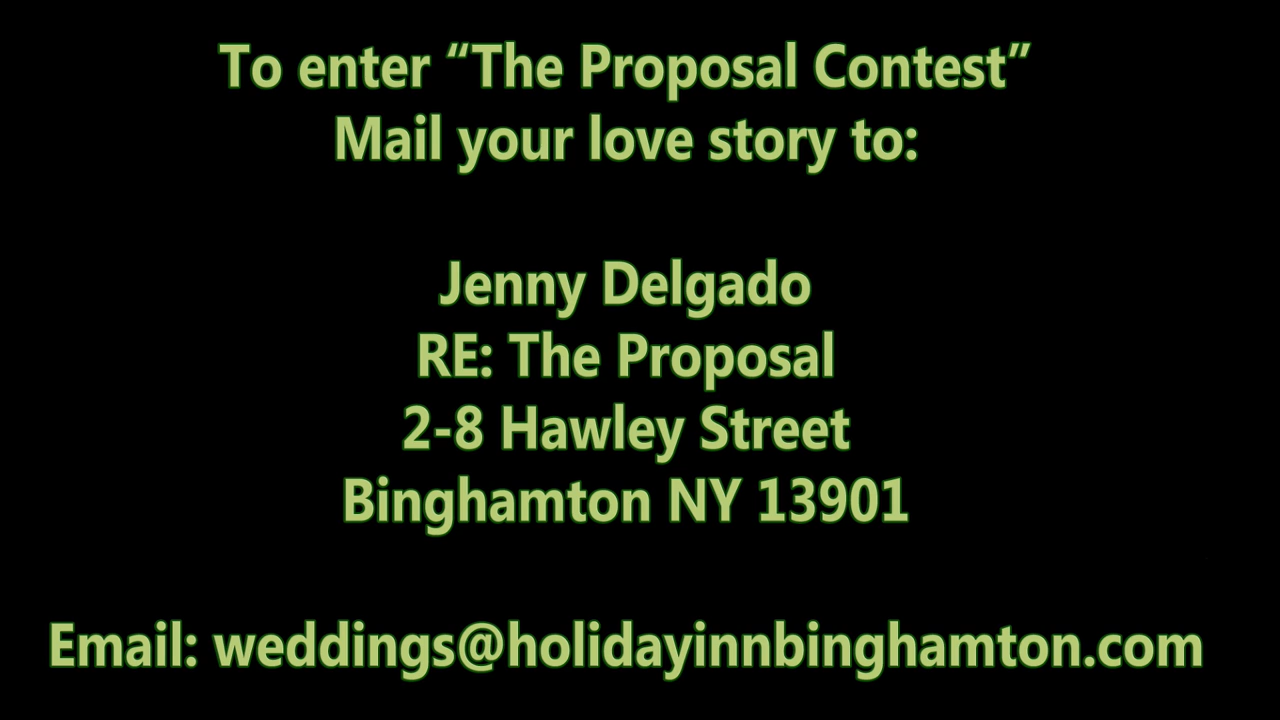 To enter “The Proposal Contest”
Mail your love story to:
Jenny Delgado
RE: The Proposal
2-8 Hawley Street
Binghamton NY 13901
Email: weddings@holidayinnbinghamton.com